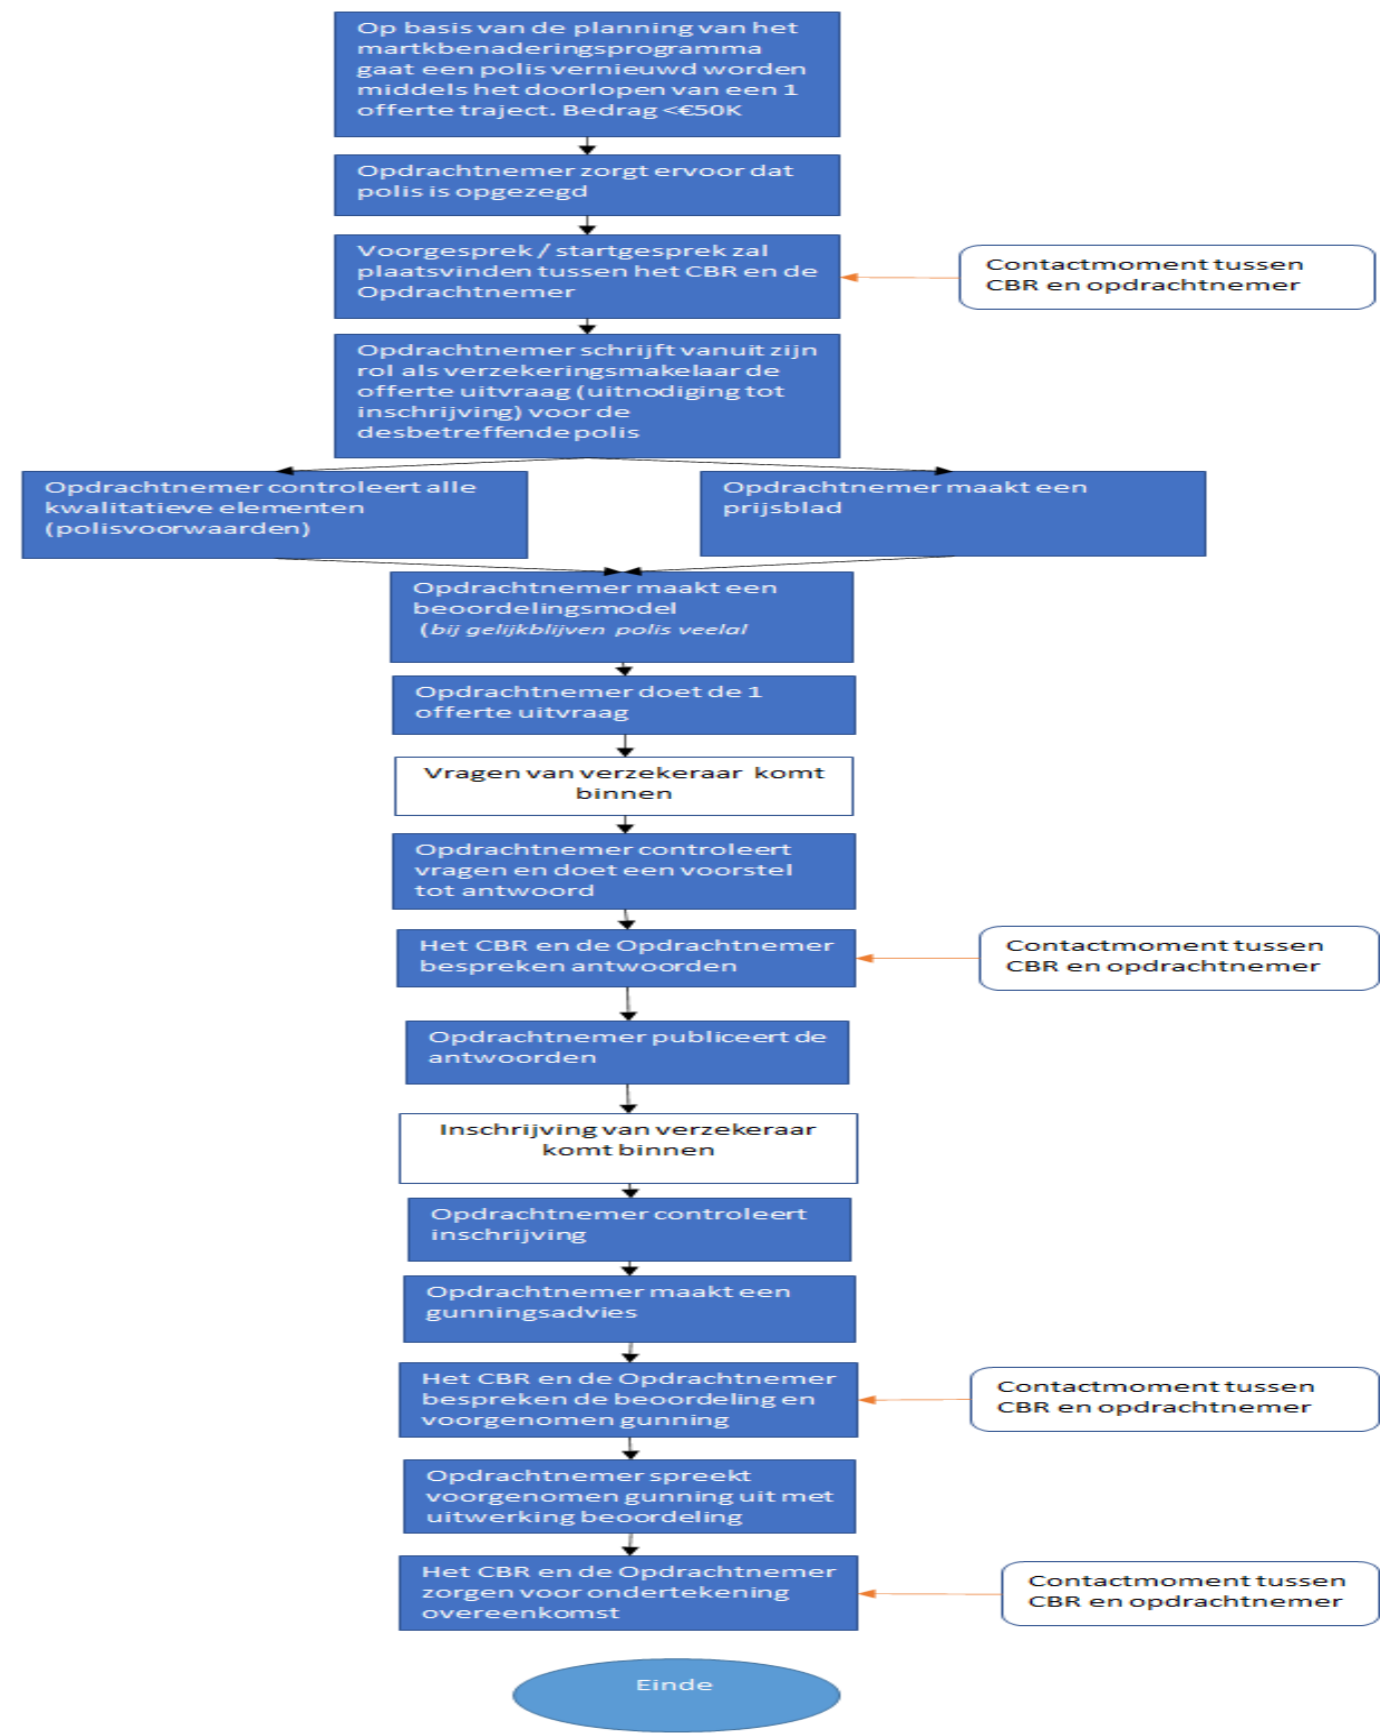 Op basis van de planning van het
martkbenaderingsprogramma
gaat een polis vernieuwd worden
middels het doorlopen van een 1
offerte traject. Bedrag <€50K
Opdrachtnemer zorgt ervoor dat
polis is opgezegd
Voorgesprek / startgesprek zal
plaatsvinden tussen het CBR en de
Opdrachtnemer
Contactmoment tussen
CBR en opdrachtnemer
Opdrachtnemer schrijft vanuit zijn
rol als verzekeringsmakelaar de
offerte uitvraag (uitnodiging tot
inschrijving) voor de
desbetreffende polis
Opdrachtnemer controleert alle
kwalitatieve elementen
(polisvoorwaarden)
Opdrachtnemer maakt een
prijsblad
Opdrachtnemer maakt een
beoordelingsmodel
(bij gelijkblijven polis veelal
Opdrachtnemer doet de 1
offerte uitvraag
Vragen van verzekeraar komt
binnen
Opdrachtnemer controleert
vragen en doet een voorstel
tot antwoord
Het CBR en de Opdrachtnemer
bespreken antwoorden
Contactmoment tussen
CBR en opdrachtnemer
Opdrachtnemer publiceert de
antwoorden
Inschrijving van verzekeraar
komt binnen
Opdrachtnemer controleert
inschrijving
Opdrachtnemer maakt een
gunningsadvies
Het CBR en de Opdrachtnemer
bespreken de beoordeling en
voorgenomen gunning
Contactmoment tussen
CBR en opdrachtnemer
Opdrachtnemer spreekt
voorgenomen gunning uit met
uitwerking beoordeling
Het CBR en de Opdrachtnemer
zorgen voor ondertekening
overeenkomst
Contactmoment tussen
CBR en opdrachtnemer
Einde